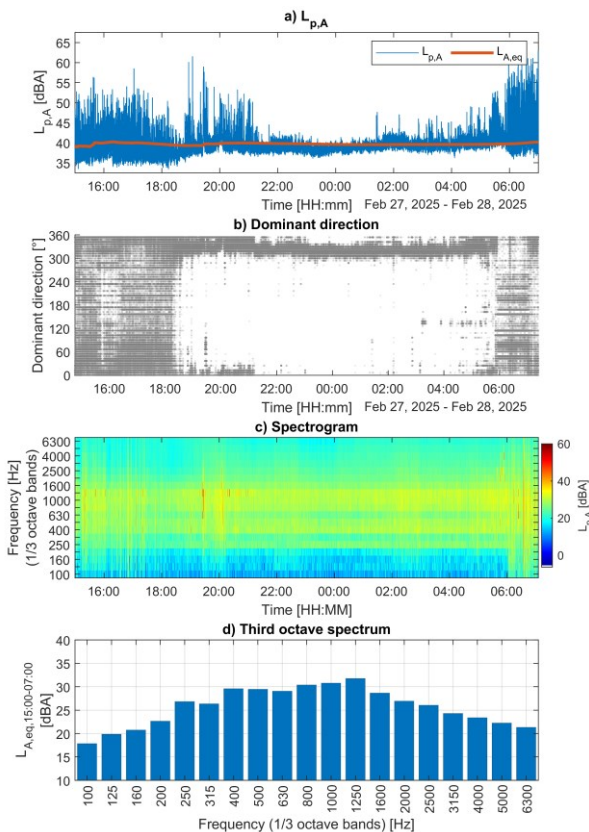 a) Lp,A
Lp,A [dBA]
65
60
55
50
45
40
35
Lp,A LA,eq
16:00 18:00 20:00 22:00 00:00 02:00 04:00 06:00
Time [HH:mm]
Feb 27, 2025 - Feb 28, 2025
b) Dominant direction
Dominant direction [°]
360
300
240
180
120
60
0
16:00 18:00 20:00 22:00 00:00 02:00 04:00 06:00
Time [HH:mm]
Feb 27, 2025 - Feb 28, 2025
c) Spectrogram
Frequency [Hz]
(1/3 octave bands)
6300
4000
2500
1600
1000
630
400
250
160
100
60
40
20
0
Lp,A [dBA]
16:00 18:00 20:00 22:00 00:00 02:00 04:00 06:00
Time [HH:MM]
d) Third octave spectrum
LA,eq,15:00-07:00
[dBA]
40
35
30
25
20
15
10
100 125 160 200 250 315 400 500 630 800 1000 1250 1600 2000 2500 3150 4000 5000 6300
Frequency (1/3 octave bands) [Hz]